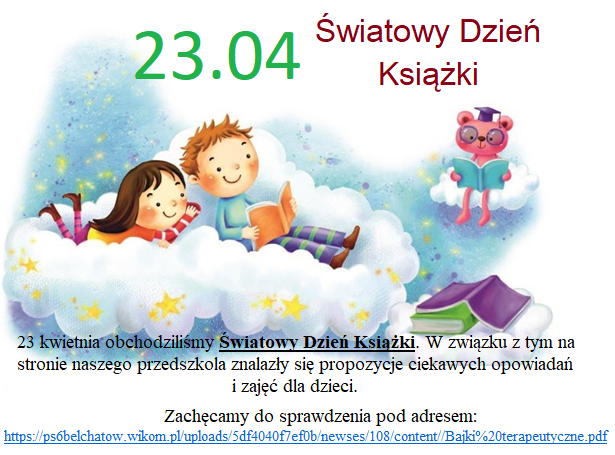 23.04
Światowy Dzień
Książki
23 kwietnia obchodziliśmy Światowy Dzień Książki. W związku z tym na
stronie naszego przedszkola znalazły się propozycje ciekawych opowiadań
i zajęć dla dzieci.
Zachęcamy do sprawdzenia pod adresem:
https://ps6belchatow.wikom.pl/uploads/5df4040f7ef0b/newses/108/content//Bajki%20terapeutyczne.pdf